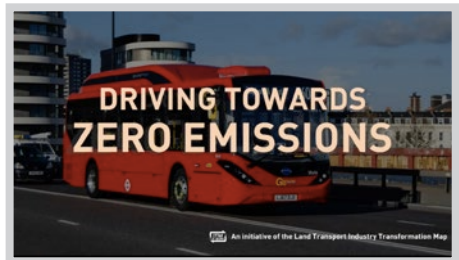 DRIVING TOWARDS
ZERO EMISSIONS
An initiative of the Land Transport Industry Transformation Map